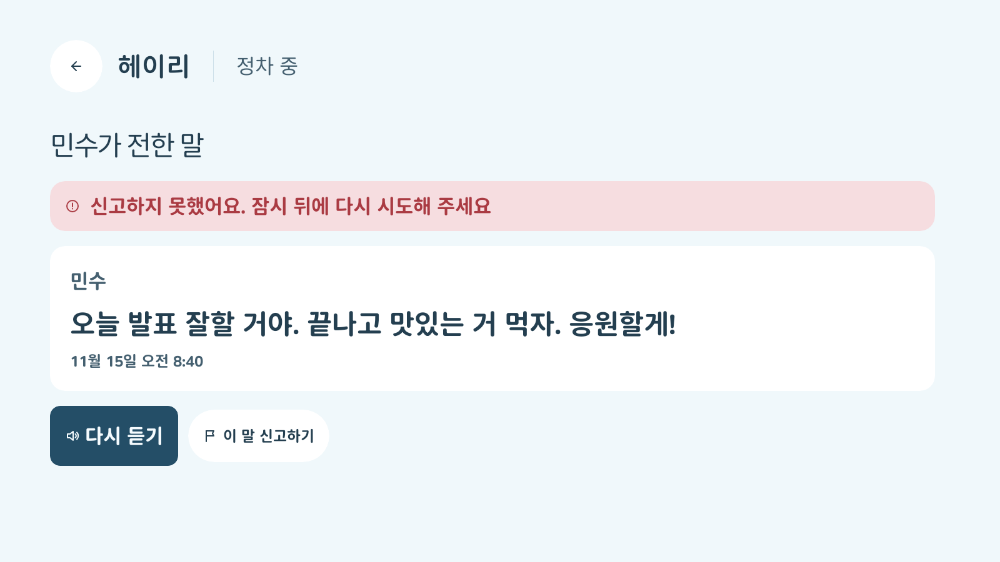 헤이리
정차 중
민수가 전한 말
신고하지 못했어요. 잠시 뒤에 다시 시도해 주세요
민수
오늘 발표 잘할 거야. 끝나고 맛있는 거 먹자. 응원할게!
11월 15일 오전 8:40
다시 듣기
이 말 신고하기